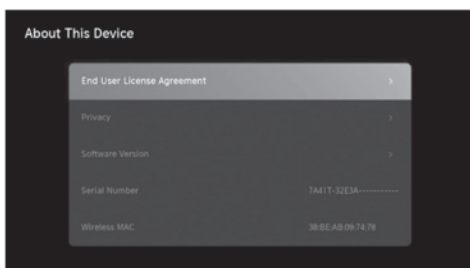 About This Device
End User License Agreement >
Privacy >
Software Version >
Serial Number TA41T-32E3A-----------
Wireless MAC 38:BE:AB:09:74:78